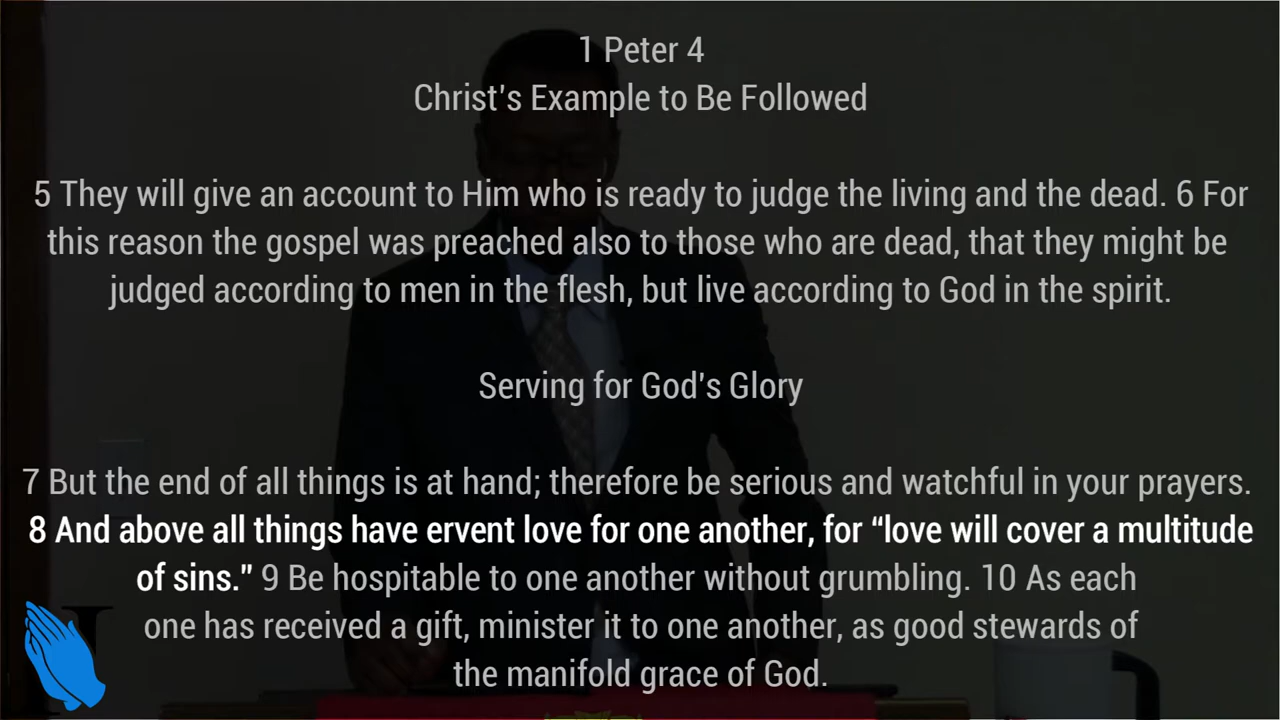 1 Peter 4
Christ's Example to Be Followed
5 They will give an account to Him who is ready to judge the living and the dead. 6 For
this reason the gospel was preached also to those who are dead, that they might be
judged according to men in the flesh, but live according to God in the spirit.
Serving for God's Glory
7 But the end of all things is at hand; therefore be serious and watchful in your prayers.
8 And above all things have ervent love for one another, for “love will cover a multitude
of sins.” 9 Be hospitable to one another without grumbling. 10 As each
one has received a gift, minister it to one another, as good stewards of
the manifold grace of God.